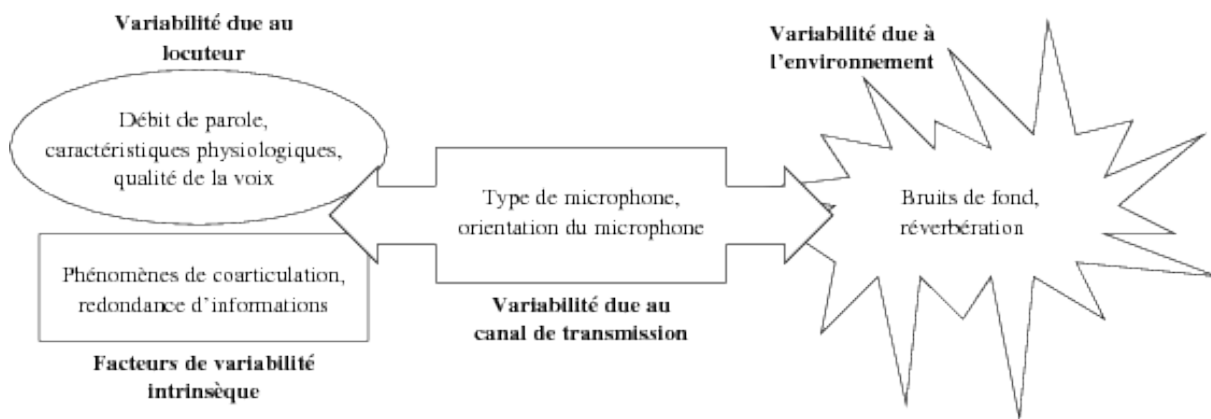 Variabilité due au
locuteur
Débit de parole,
caractéristiques physiologiques,
qualité de la voix
Phénomènes de coarticulation,
redondance d'informations
Facteurs de variabilité
intrinsèque
Type de microphone,
orientation du microphone
Variabilité due au
canal de transmission
Variabilité due à
l'environnement
Bruits de fond,
réverbération